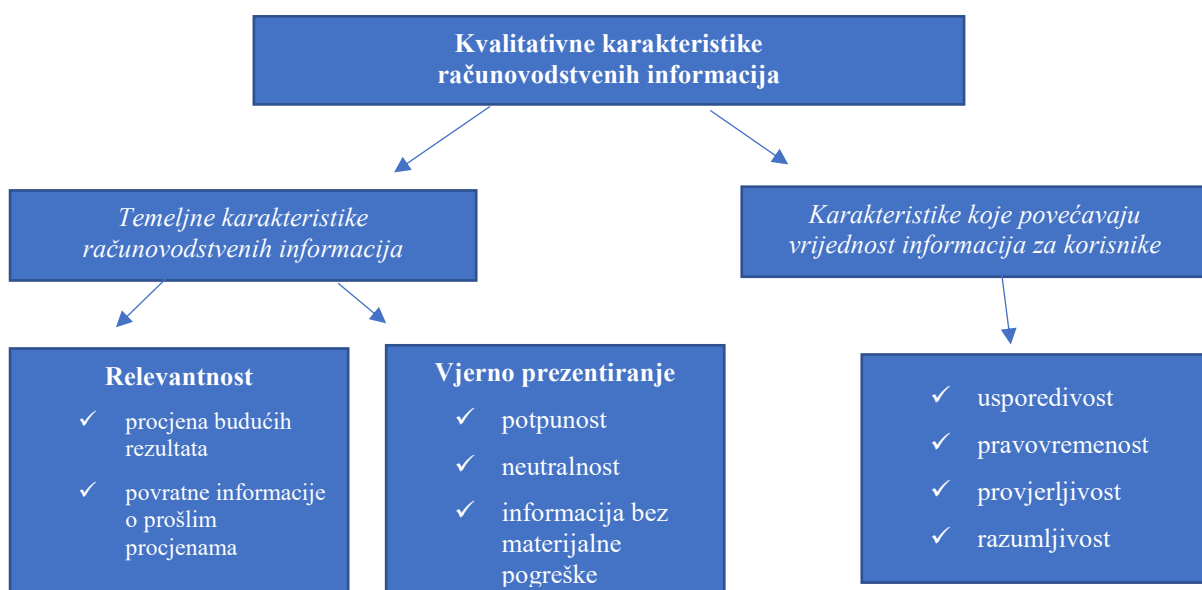 Kvalitativne karakteristike
računovodstvenih informacija
Temeljne karakteristike
računovodstvenih informacija
Karakteristike koje povećavaju
vrijednost informacija za korisnike
Relevantnost
✓ procjena budućih
rezultata
✓ povratne informacije
o prošlim
procjenama
Vjerno prezentiranje
✓ potpunost
✓ neutralnost
✓ informacija bez
materijalne
pogreške
✓ usporedivost
✓ pravovremenost
✓ provjerljivost
✓ razumljivost